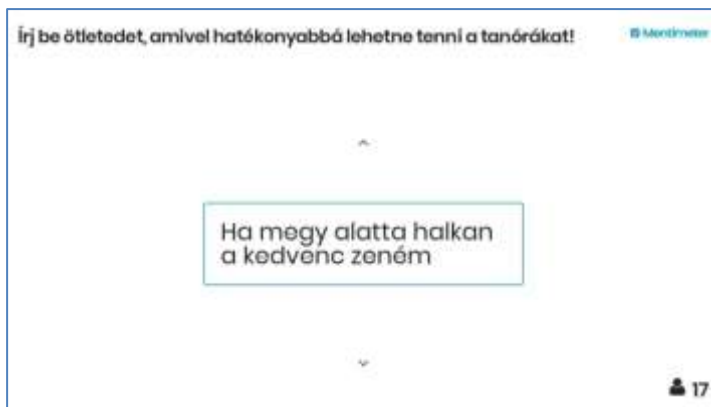 Írj be ötletedet, amivel hatékonyabbá lehetne tenni a tanórákat!
Mentimeter
Ha megy alatta halkan
a kedvenc zeném
17